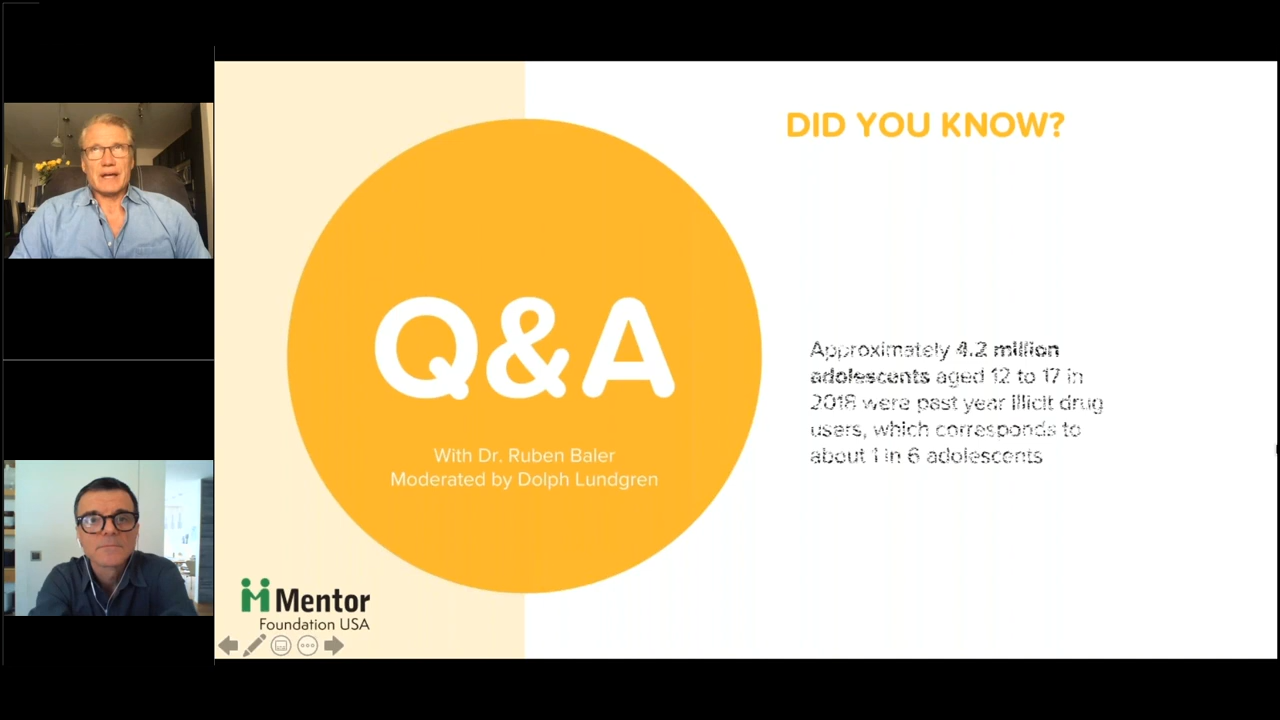 DID YOU KNOW?
Q&A
With Dr. Ruben Baler
Moderated by Dolph Lundgren
Approximately 4.2 million
adolescents aged 12 to 17 in
2018 were past year illicit drug
users, which corresponds to
about 1 in 6 adolescents
Mentor
Foundation USA